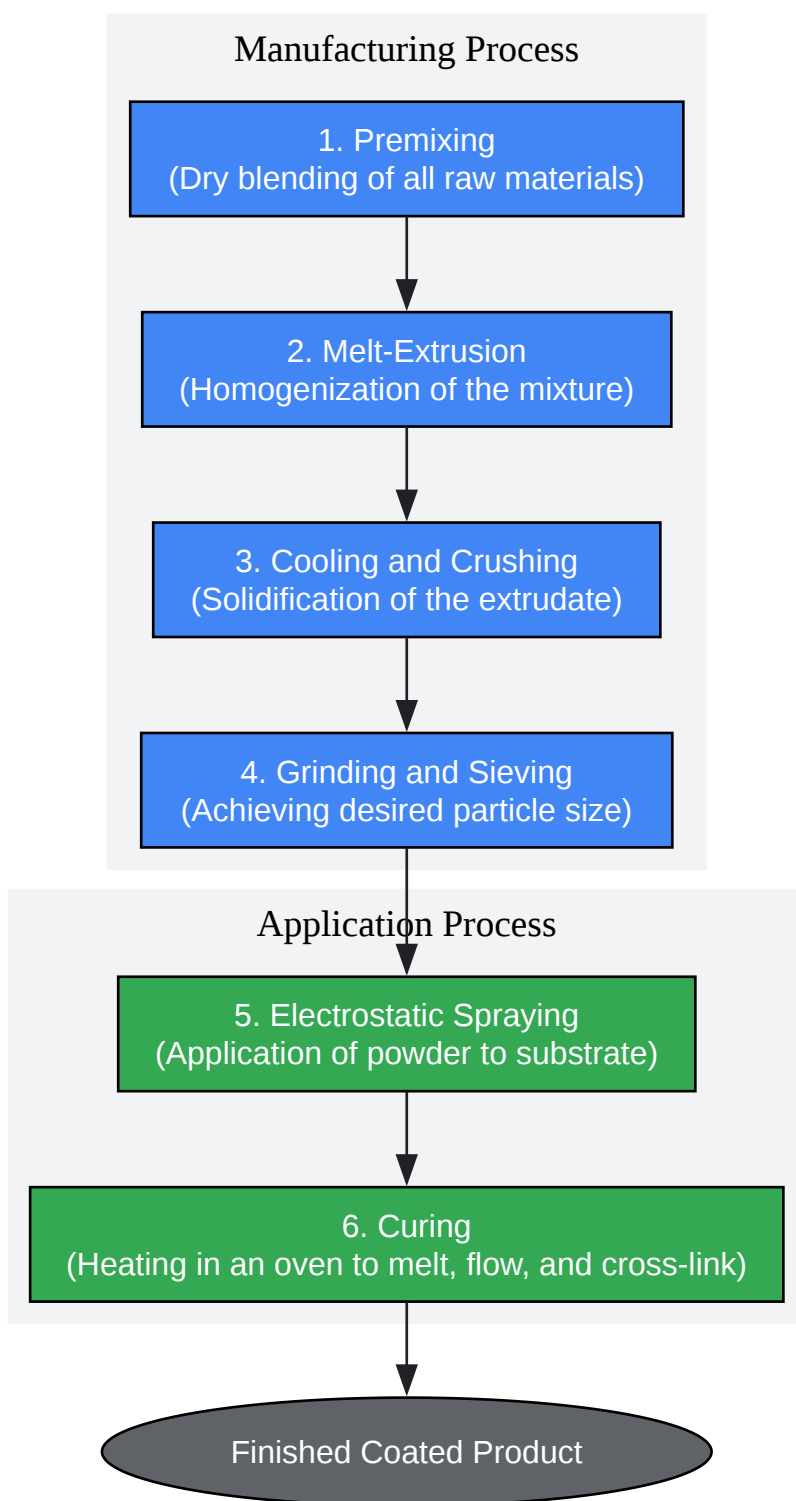 Manufacturing Process
1. Premixing
(Dry blending of all raw materials)
2. Melt-Extrusion
(Homogenization of the mixture)
3. Cooling and Crushing
(Solidification of the extrudate)
4. Grinding and Sieving
(Achieving desired particle size)
Application Process
5. Electrostatic Spraying
(Application of powder to substrate)
6. Curing
(Heating in an oven to melt, flow, and cross-link)
Finished Coated Product